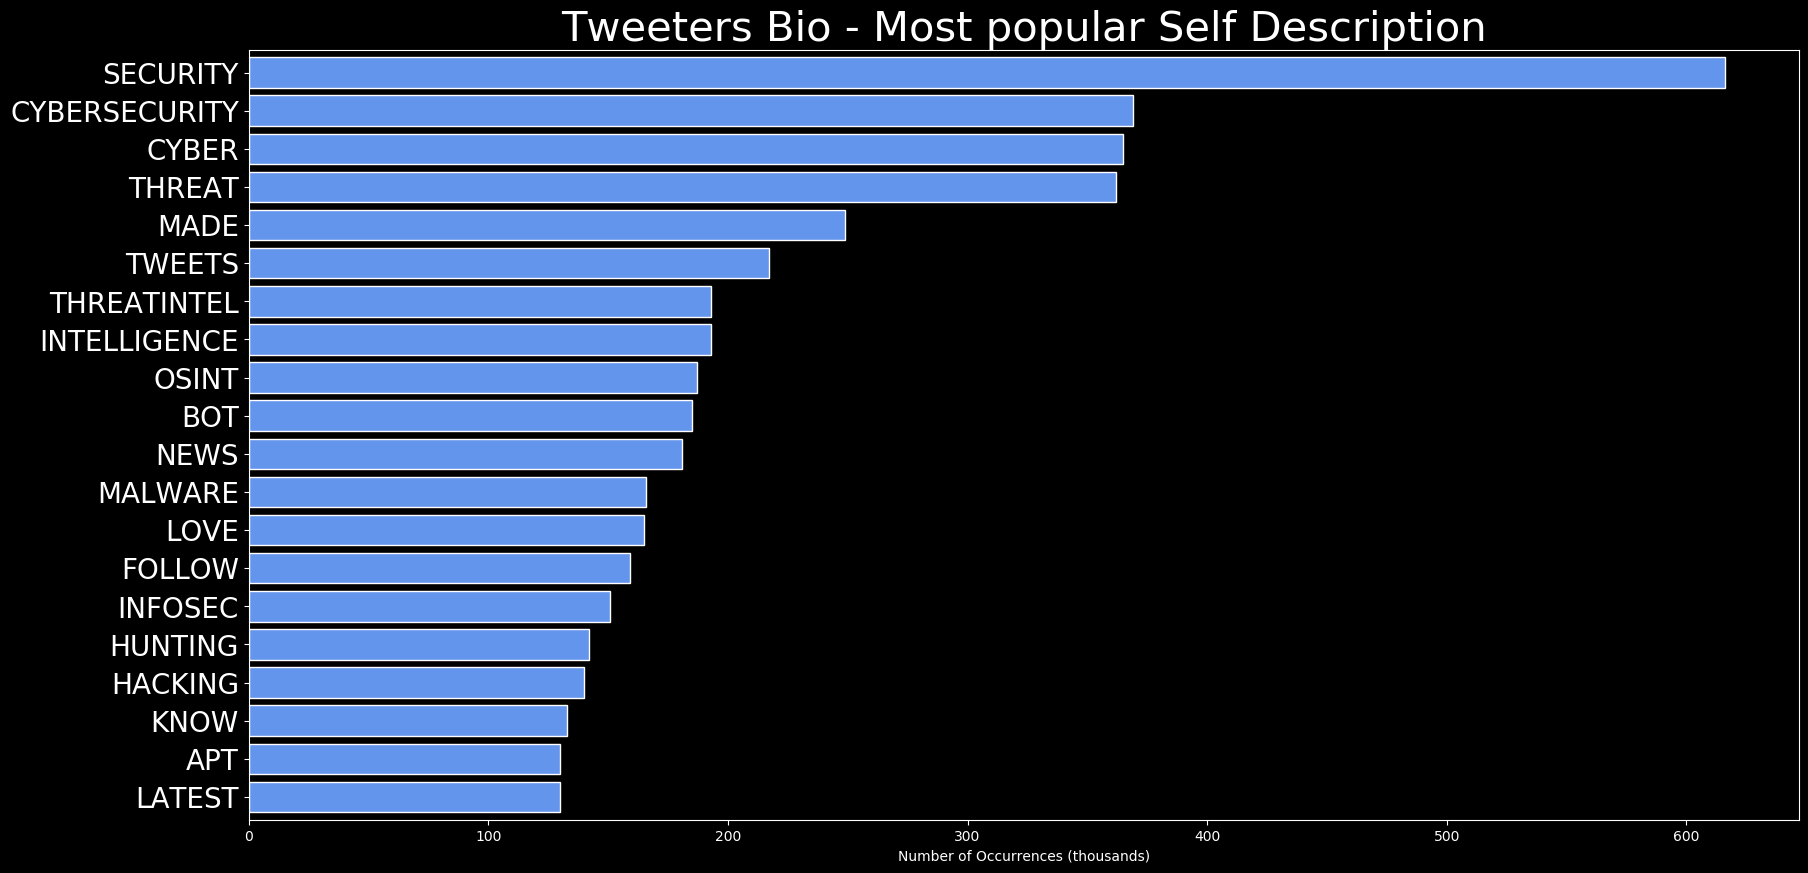 Tweeters Bio - Most popular Self Description
SECURITY
CYBERSECURITY
CYBER
THREAT
MADE
TWEETS
THREATINTEL
INTELLIGENCE
OSINT
BOT
NEWS
MALWARE
LOVE
FOLLOW
INFOSEC
HUNTING
HACKING
KNOW
APT
LATEST
0 100 200 300 400 500 600
Number of Occurrences (thousands)